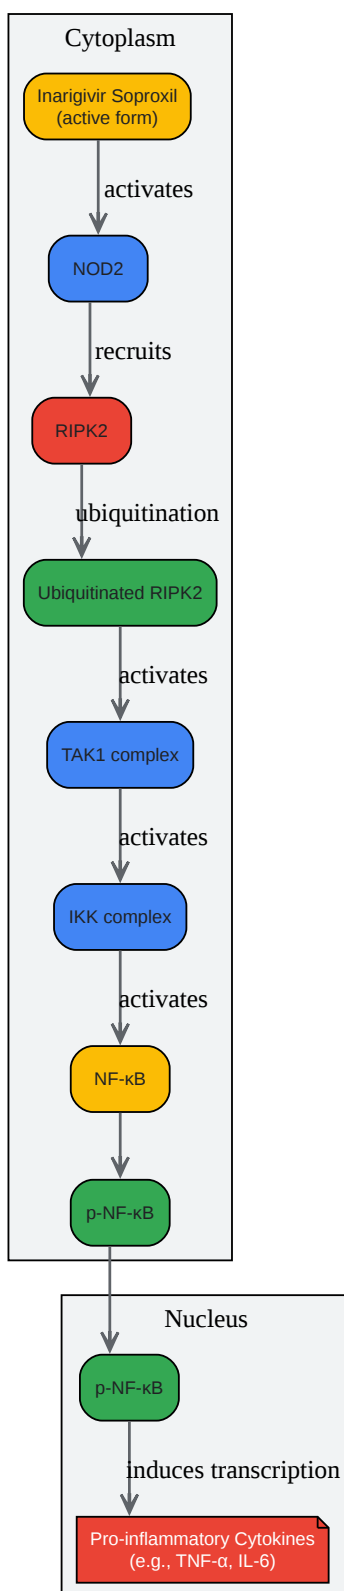 Cytoplasm
Inarigivir Soproxil
(active form)
activates
NOD2
recruits
RIPK2
ubiquitination
Ubiquitinated RIPK2
activates
TAK1 complex
activates
IKK complex
activates
NF-κB
p-NF-κB
Nucleus
p-NF-κB
induces transcription
Pro-inflammatory Cytokines
(e.g., TNF-α, IL-6)